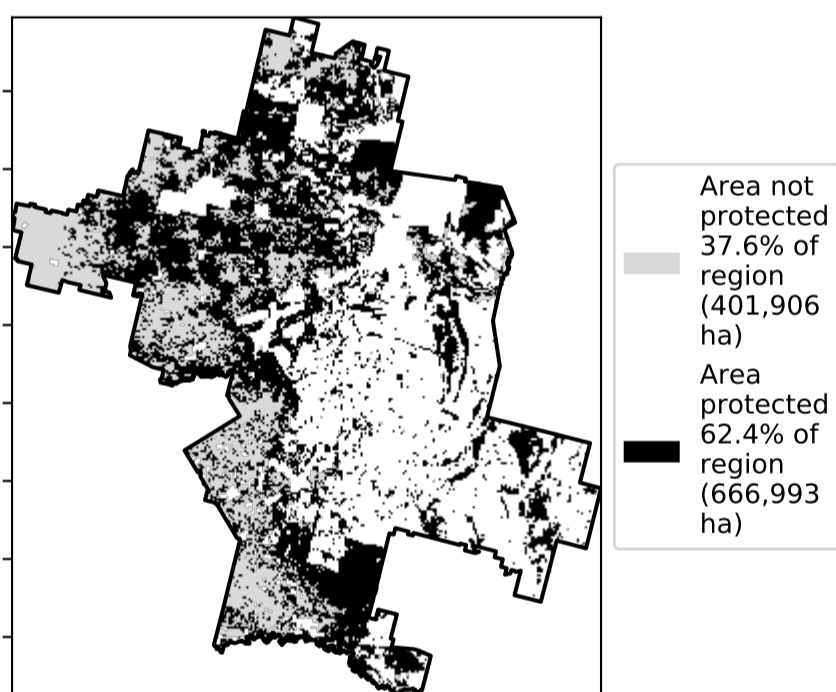 Area not
protected
37.6% of
region
(401,906
ha)
Area
protected
62.4% of
region
(666,993
ha)